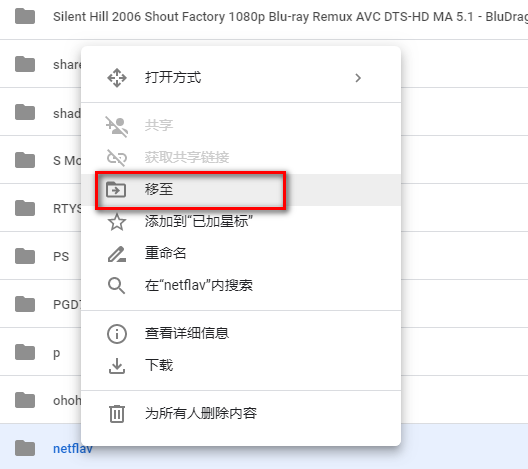 Silent Hill 2006 Shout Factory 1080p Blu-ray Remux AVC DTS-HD MA 5.1 - BluDrag
share
打开方式
shad
共享
S Mo
获取共享链接
移至
RTYS
添加到“已加星标”
重命名
PS
在“netflav”内搜索
PGD
查看详细信息
p
下载
ohoh
为所有人删除内容
netflav